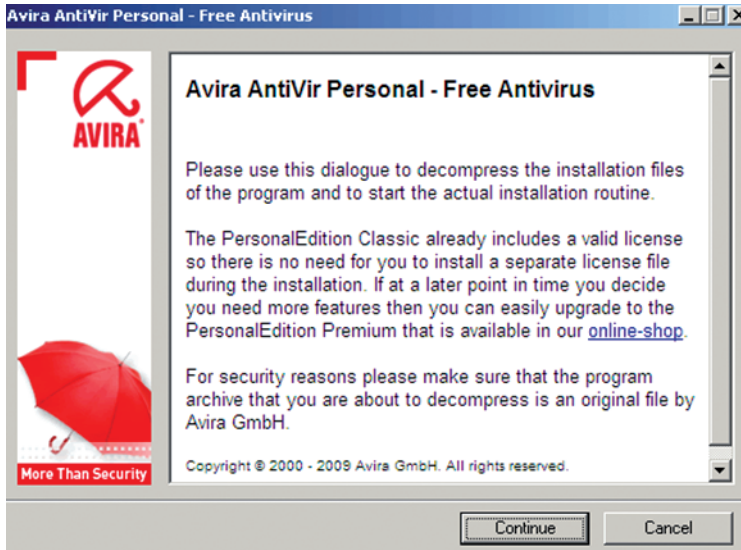 Avira AntiVir Personal - Free Antivirus
AVIRA
Avira AntiVir Personal - Free Antivirus
Please use this dialogue to decompress the installation files
of the program and to start the actual installation routine.
The PersonalEdition Classic already includes a valid license
so there is no need for you to install a separate license file
during the installation. If at a later point in time you decide
you need more features then you can easily upgrade to the
PersonalEdition Premium that is available in our online-shop.
For security reasons please make sure that the program
archive that you are about to decompress is an original file by
Avira GmbH.
Copyright © 2000 - 2009 Avira GmbH. All rights reserved.
More Than Security
Continue
Cancel